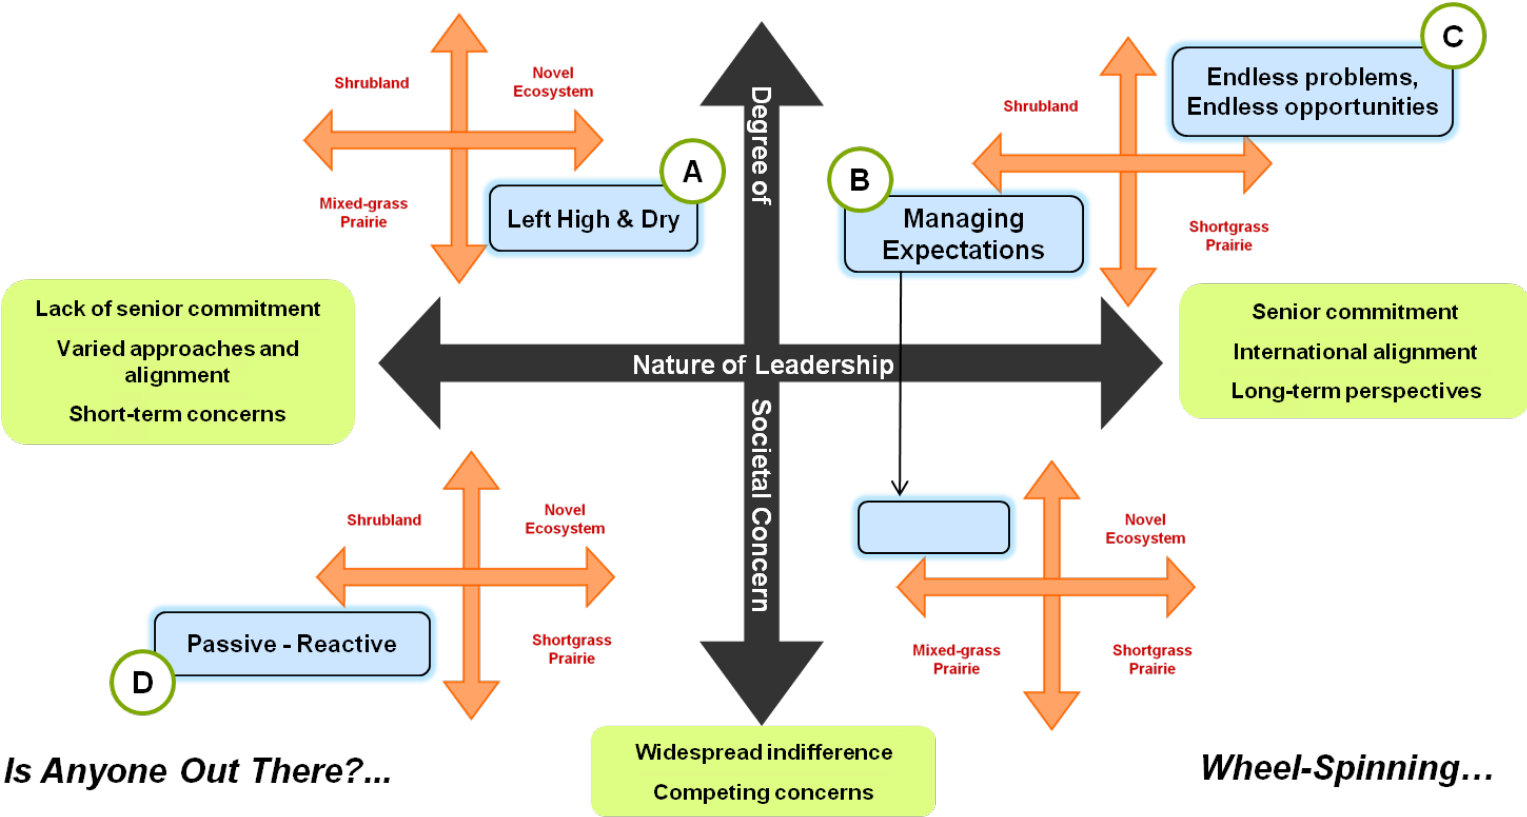 C
Endless problems,
Endless opportunities
Shrubland
Novel
Ecosystem
Shrubland
Mixed-grass
Prairie
A
Left High & Dry
Degree of
B
Managing
Expectations
Shortgrass
Prairie
Lack of senior commitment
Varied approaches and
alignment
Short-term concerns
Nature of Leadership
Senior commitment
International alignment
Long-term perspectives
Societal Concern
Shrubland
Novel
Ecosystem
Passive - Reactive
D
Shortgrass
Prairie
Novel
Ecosystem
Mixed-grass
Prairie
Shortgrass
Prairie
Is Anyone Out There?...
Widespread indifference
Competing concerns
Wheel-Spinning...